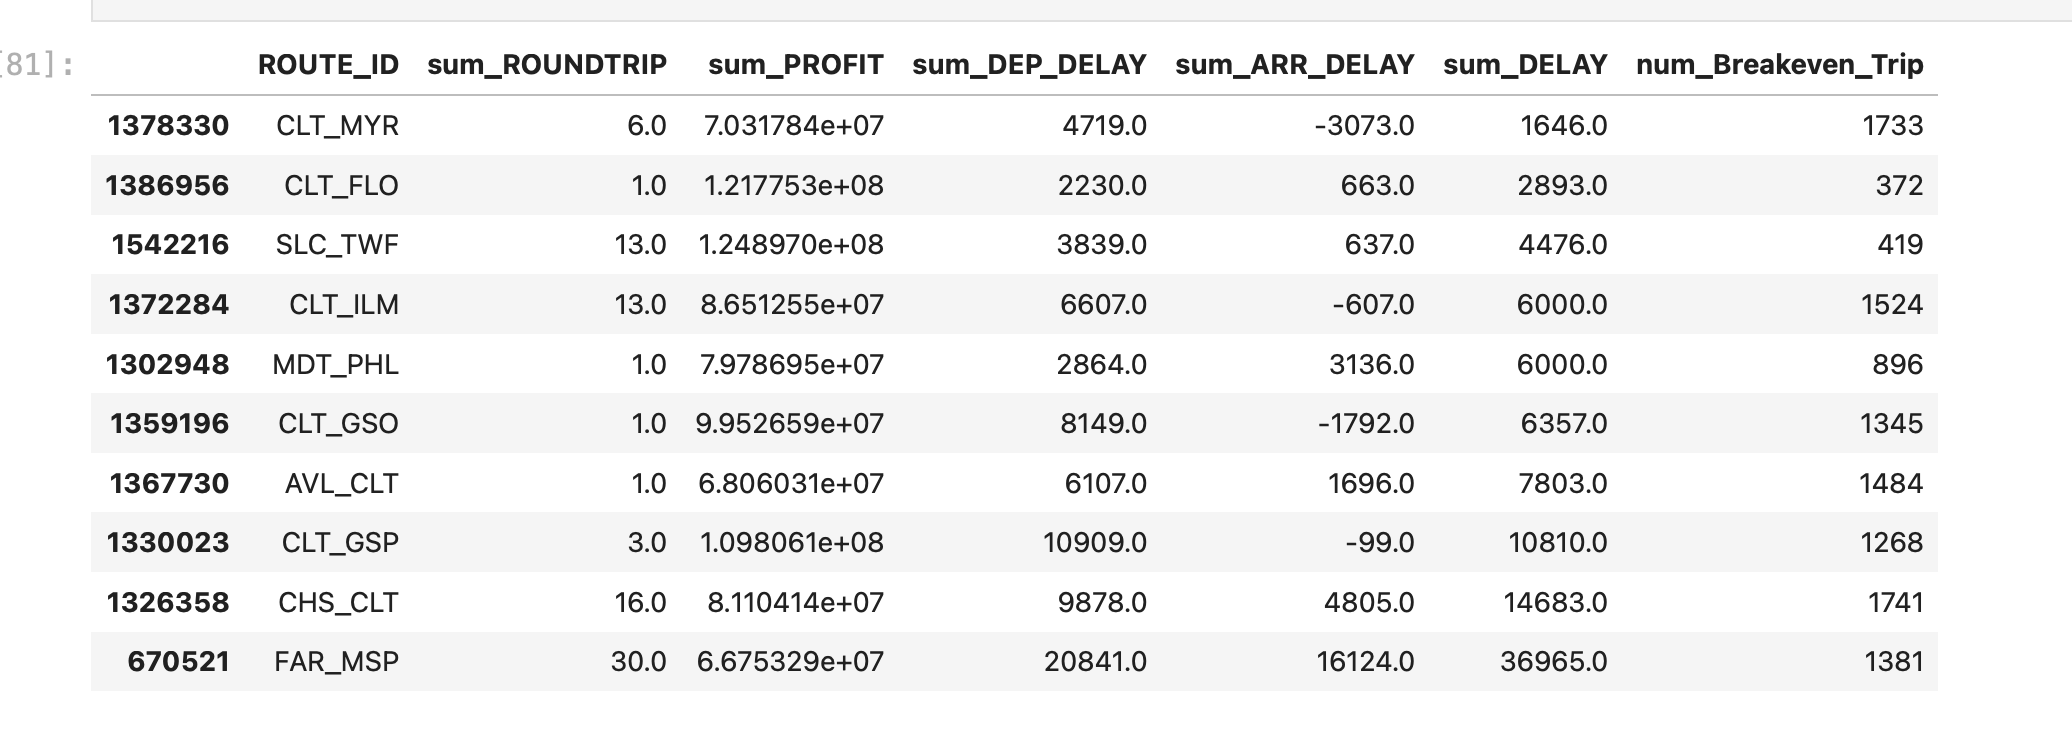 [81]:
ROUTE_ID sum_ROUNDTRIP sum_PROFIT sum_DEP_DELAY sum_ARR_DELAY sum_DELAY num_Breakeven_Trip
1378330 CLT_MYR 6.0 7.031784e+07 4719.0 -3073.0 1646.0 1733
1386956 CLT_FLO 1.0 1.217753e+08 2230.0 663.0 2893.0 372
1542216 SLC_TWF 13.0 1.248970e+08 3839.0 637.0 4476.0 419
1372284 CLT_ILM 13.0 8.651255e+07 6607.0 -607.0 6000.0 1524
1302948 MDT_PHL 1.0 7.978695e+07 2864.0 3136.0 6000.0 896
1359196 CLT_GSO 1.0 9.952659e+07 8149.0 -1792.0 6357.0 1345
1367730 AVL_CLT 1.0 6.806031e+07 6107.0 1696.0 7803.0 1484
1330023 CLT_GSP 3.0 1.098061e+08 10909.0 -99.0 10810.0 1268
1326358 CHS_CLT 16.0 8.110414e+07 9878.0 4805.0 14683.0 1741
670521 FAR_MSP 30.0 6.675329e+07 20841.0 16124.0 36965.0 1381